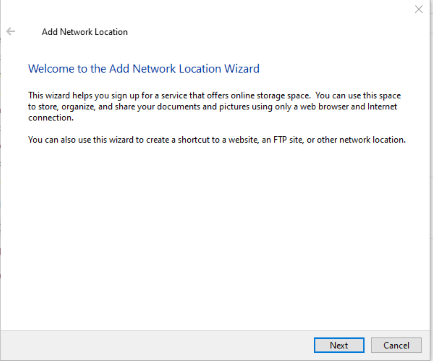 Add Network Location
Welcome to the Add Network Location Wizard
This wizard helps you sign up for a service that offers online storage space.  You can use this space
to store, organize, and share your documents and pictures using only a web browser and Internet
connection.
You can also use this wizard to create a shortcut to a website, an FTP site, or other network location.
Next
Cancel